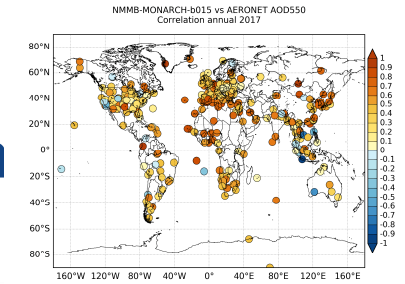 NMMB-MONARCH-b015 vs AERONET AOD550
Correlation annual 2017
80°N
60°N
40°N
20°N
0°
20°S
40°S
60°S
80°S
160°W 120°W 80°W 40°W 0° 40°E 80°E 120°E 160°E
1
0.9
0.8
0.7
0.6
0.5
0.4
0.3
0.2
0.1
0
-0.1
-0.2
-0.3
-0.4
-0.5
-0.6
-0.7
-0.8
-0.9
-1